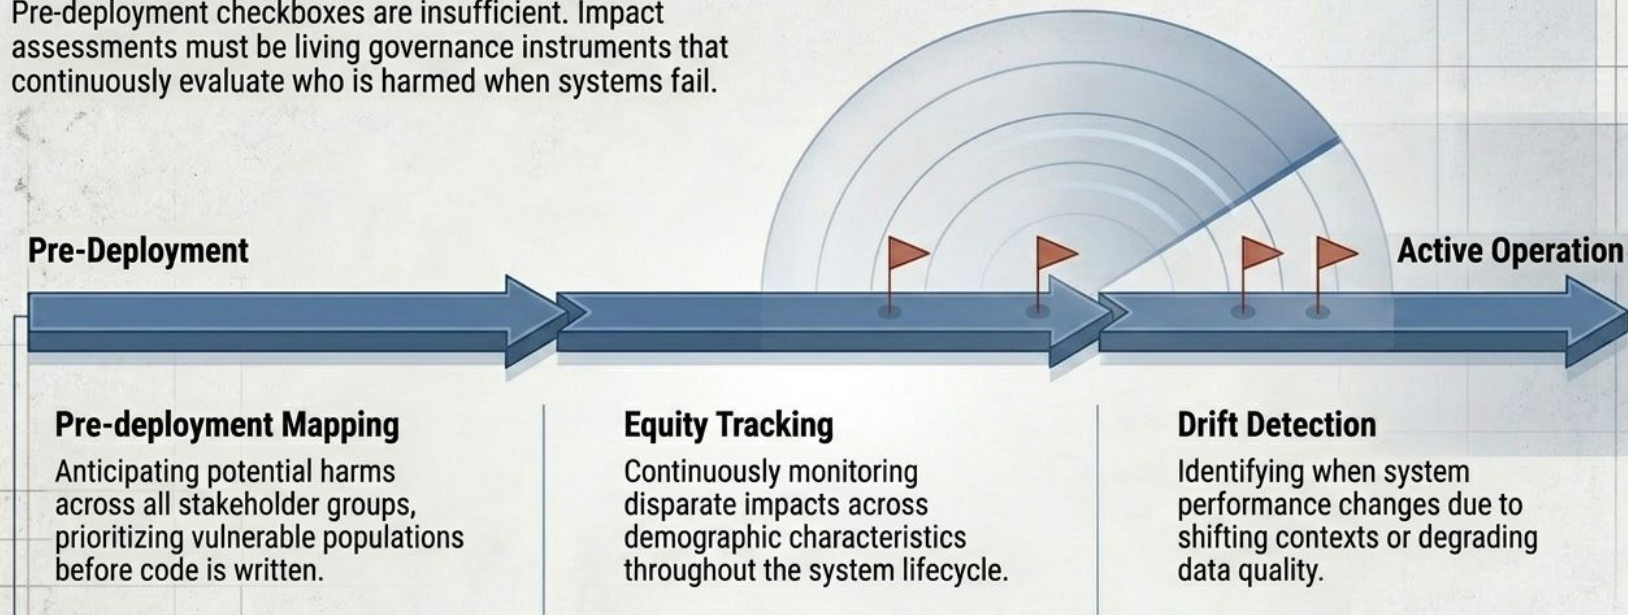 Pre-deployment checkboxes are insufficient. Impact
assessments must be living governance instruments that
continuously evaluate who is harmed when systems fail.
Pre-Deployment
Active Operation
Pre-deployment Mapping
Anticipating potential harms
across all stakeholder groups,
prioritizing vulnerable populations
before code is written.
Equity Tracking
Continuously monitoring
disparate impacts across
demographic characteristics
throughout the system lifecycle.
Drift Detection
Identifying when system
performance changes due to
shifting contexts or degrading
data quality.